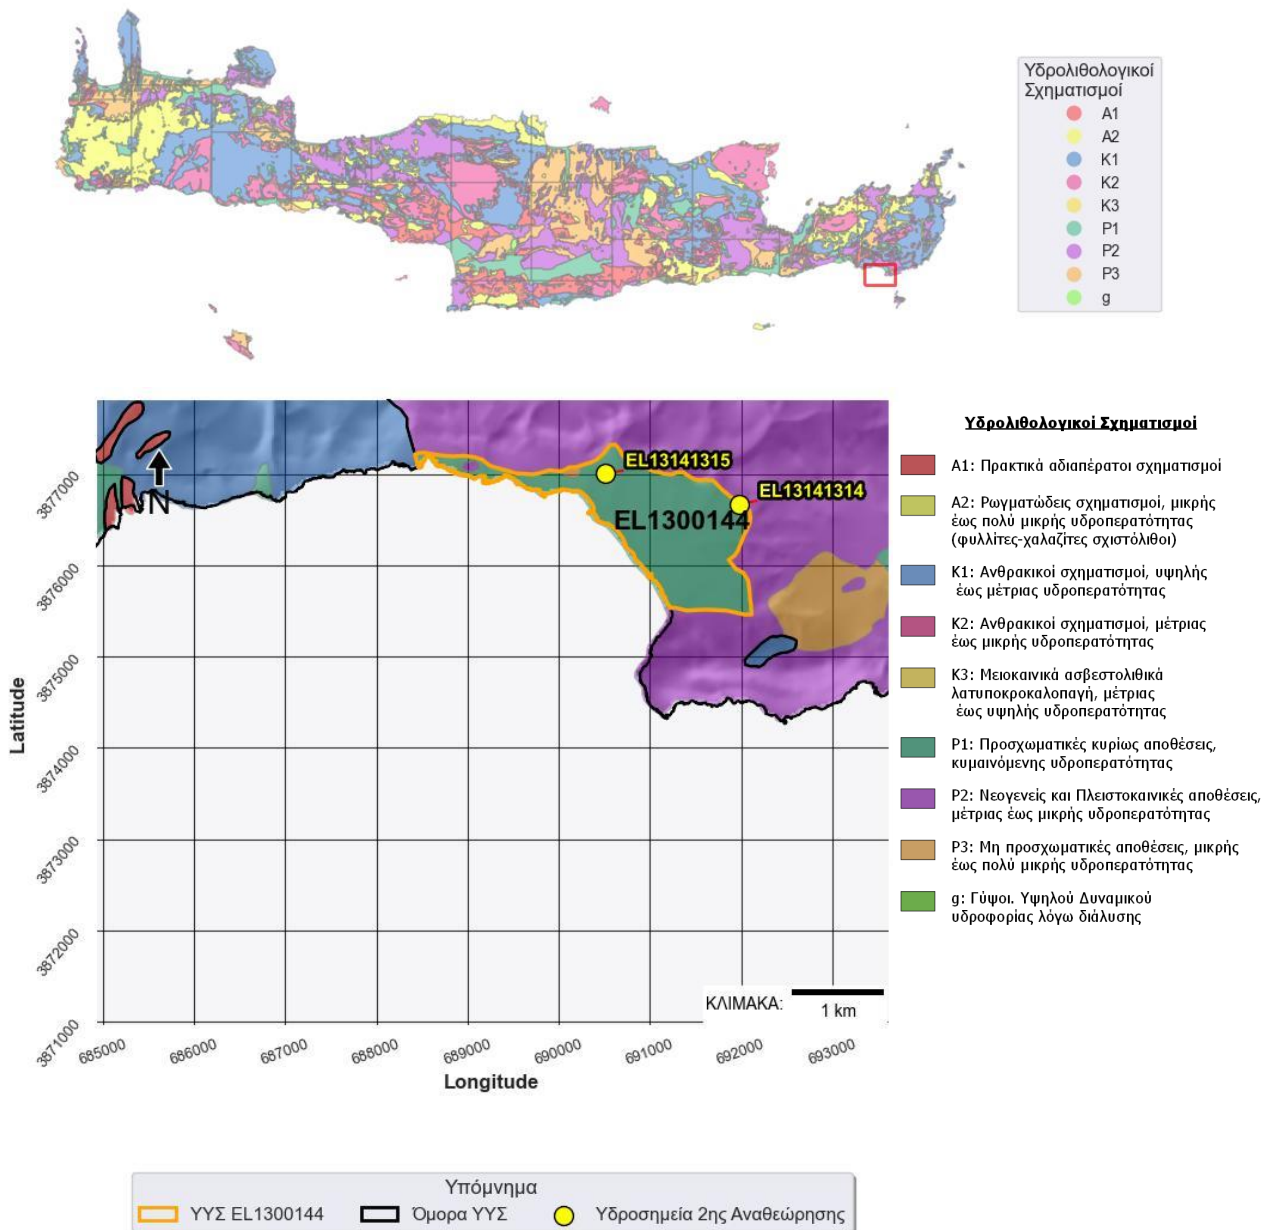 Υδρολιθολογικοί
Σχηματισμοί
A1
A2
K1
K2
K3
P1
P2
P3
g
Υδρολιθολογικοί Σχηματισμοί
A1: Πρακτικά αδιαπέρατοι σχηματισμοί
A2: Ρωγματώδεις σχηματισμοί, μικρής
έως πολύ μικρής υδροπερατότητας
(φυλλίτες-χαλαζίτες σχιστόλιθοι)
K1: Ανθρακικοί σχηματισμοί, υψηλής
έως μέτριας υδροπερατότητας
K2: Ανθρακικοί σχηματισμοί, μέτριας
έως μικρής υδροπερατότητας
K3: Μειοκαινικά ασβεστολιθικά
λατυποκροκαλοπαγή, μέτριας
έως υψηλής υδροπερατότητας
P1: Προσχωματικές κυρίως αποθέσεις,
κυμαινόμενης υδροπερατότητας
P2: Νεογενείς και Πλειστοκαινικές αποθέσεις,
μέτριας έως μικρής υδροπερατότητας
P3: Μη προσχωματικές αποθέσεις, μικρής
έως πολύ μικρής υδροπερατότητας
g: Γύψοι. Υψηλού Δυναμικού
υδροφορίας λόγω διάλυσης
EL13141315
EL13141314
EL1300144
N
3877000
3876000
3875000
3874000
3873000
3872000
3871000
Latitude
ΚΛΙΜΑΚΑ:
1 km
685000
686000
687000
688000
689000
690000
691000
692000
693000
Longitude
Υπόμνημα
ΥΥΣ EL1300144
Όμορα ΥΥΣ
Υδροσημεία 2ης Αναθεώρησης